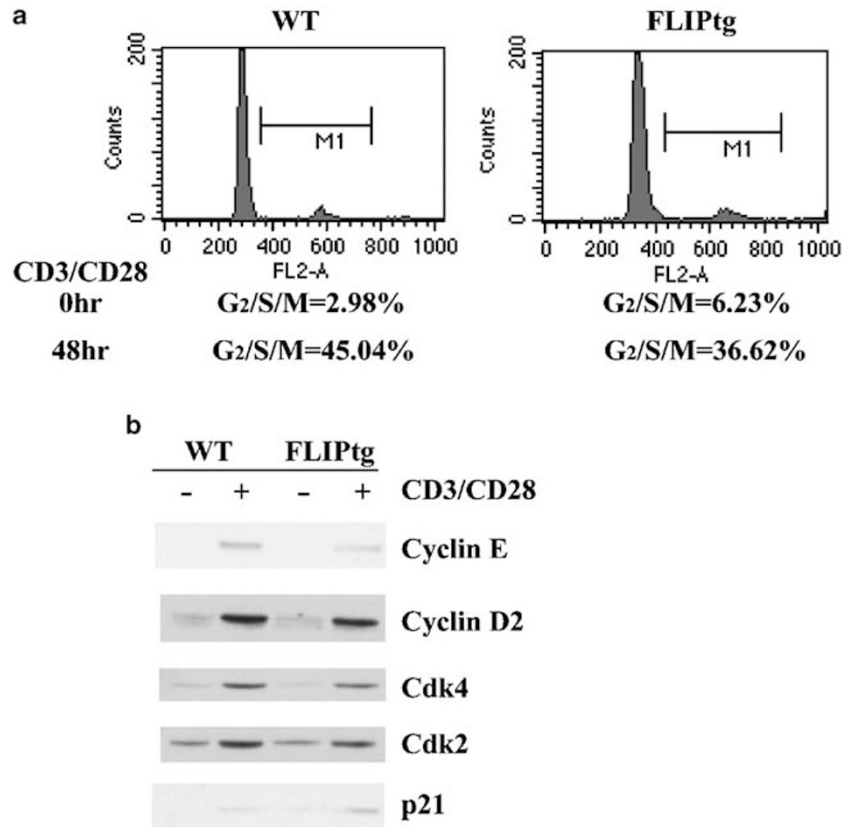 a
WT
FLIPtg
200
Counts
0
M1
0 200 400 600 800 1000
FL2-A
200
Counts
0
M1
0 200 400 600 800 1000
FL2-A
CD3/CD28
0hr
G2/S/M=2.98%
G2/S/M=6.23%
48hr
G2/S/M=45.04%
G2/S/M=36.62%
b
WT FLIPtg
- + - + CD3/CD28
Cyclin E
Cyclin D2
Cdk4
Cdk2
p21